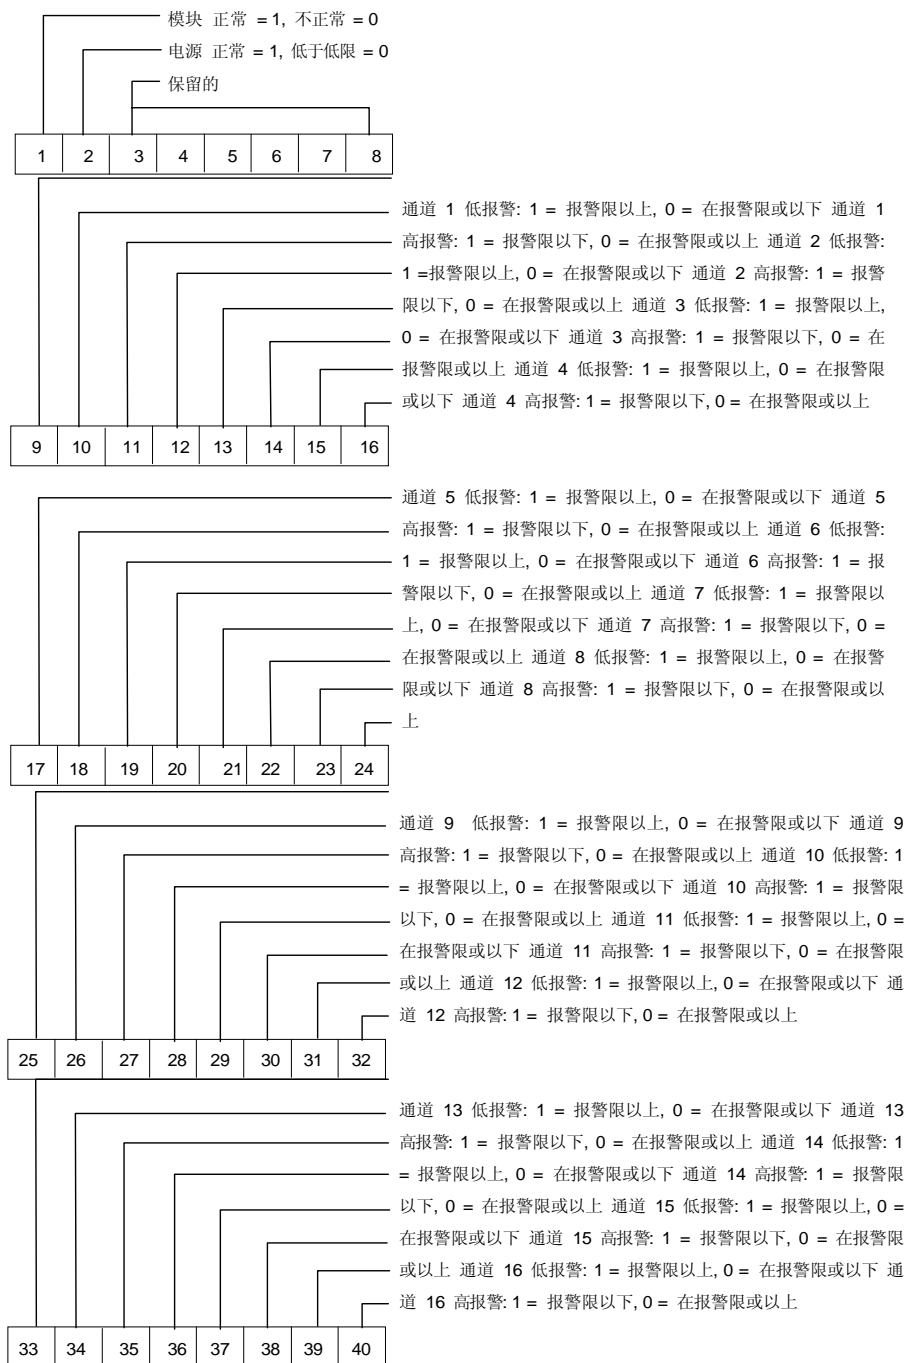 模块 正常 = 1, 不正常 = 0
电源 正常 = 1, 低于低限 = 0
保留的
1 2 3 4 5 6 7 8
通道 1 低报警: 1 = 报警限以上, 0 = 在报警限或以下 通道 1
高报警: 1 = 报警限以下, 0 = 在报警限或以上 通道 2 低报警:
1 =报警限以上, 0 = 在报警限或以下 通道 2 高报警: 1 = 报警
限以下, 0 = 在报警限或以上 通道 3 低报警: 1 = 报警限以上,
0 = 在报警限或以下 通道 3 高报警: 1 = 报警限以下, 0 = 在
报警限或以上 通道 4 低报警: 1 = 报警限以上, 0 = 在报警限
或以下 通道 4 高报警: 1 = 报警限以下, 0 = 在报警限或以上
9 10 11 12 13 14 15 16
通道 5 低报警: 1 = 报警限以上, 0 = 在报警限或以下 通道 5
高报警: 1 = 报警限以下, 0 = 在报警限或以上 通道 6 低报警:
1 = 报警限以上, 0 = 在报警限或以下 通道 6 高报警: 1 = 报
警限以下, 0 = 在报警限或以上 通道 7 低报警: 1 = 报警限以
上, 0 = 在报警限或以下 通道 7 高报警: 1 = 报警限以下, 0 =
在报警限或以上 通道 8 低报警: 1 = 报警限以上, 0 = 在报警
限或以下 通道 8 高报警: 1 = 报警限以下, 0 = 在报警限或以
上
17 18 19 20 21 22 23 24
通道 9 低报警: 1 = 报警限以上, 0 = 在报警限或以下 通道 9
高报警: 1 = 报警限以下, 0 = 在报警限或以上 通道 10 低报警: 1
= 报警限以上, 0 = 在报警限或以下 通道 10 高报警: 1 = 报警限
以下, 0 = 在报警限或以上 通道 11 低报警: 1 = 报警限以上, 0 =
在报警限或以下 通道 11 高报警: 1 = 报警限以下, 0 = 在报警限
或以上 通道 12 低报警: 1 = 报警限以上, 0 = 在报警限或以下 通
道 12 高报警: 1 = 报警限以下, 0 = 在报警限或以上
25 26 27 28 29 30 31 32
通道 13 低报警: 1 = 报警限以上, 0 = 在报警限或以下 通道 13
高报警: 1 = 报警限以下, 0 = 在报警限或以上 通道 14 低报警: 1
= 报警限以上, 0 = 在报警限或以下 通道 14 高报警: 1 = 报警限
以下, 0 = 在报警限或以上 通道 15 低报警: 1 = 报警限以上, 0 =
在报警限或以下 通道 15 高报警: 1 = 报警限以下, 0 = 在报警限
或以上 通道 16 低报警: 1 = 报警限以上, 0 = 在报警限或以下 通
道 16 高报警: 1 = 报警限以下, 0 = 在报警限或以上
33 34 35 36 37 38 39 40